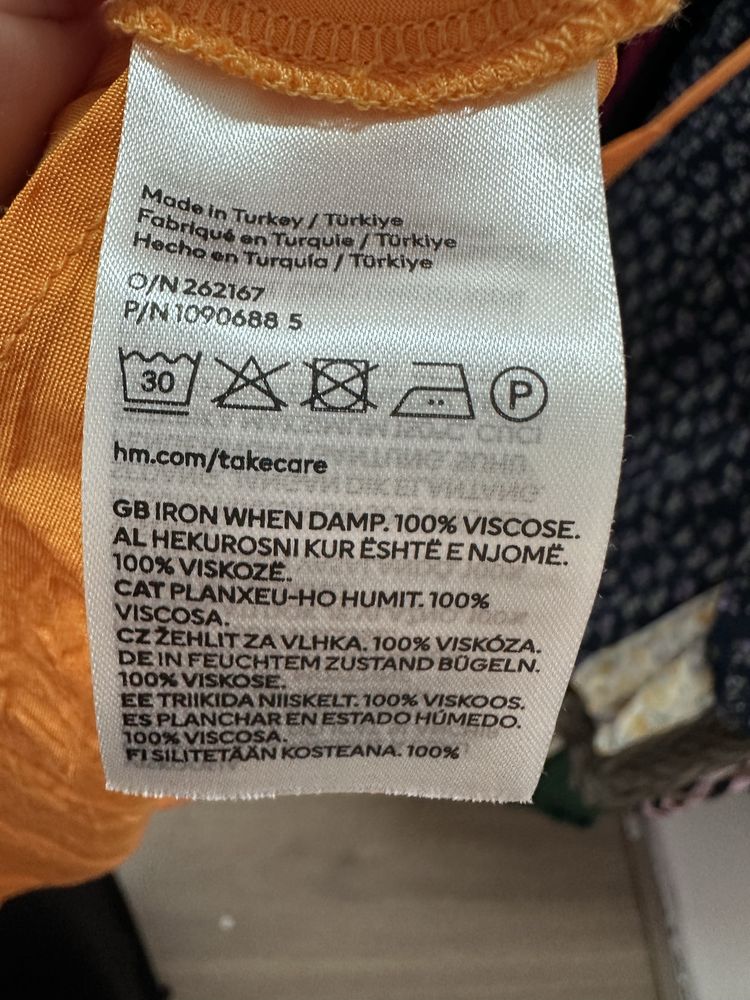 Made in Turkey / Türkiye
Fabriqué en Turquie / Türkiye
Hecho en Turquía / Türkiye
O/N 262167
P/N 1090688 5
30 P
hm.com/takecare
GB IRON WHEN DAMP. 100% VISCOSE.
AL HEKUROSNI KUR ËSHTË E NJOMË.
100% VISKOZË.
CAT PLANXEU-HO HUMIT. 100%
VISCOSA.
CZ ŽEHLIT ZA VLHKA. 100% VISKÓZA.
DE IN FEUCHTEM ZUSTAND BÜGELN.
100% VISKOSE.
EE TRIIKIDA NIISKELT. 100% VISKOOS.
ES PLANCHAR EN ESTADO HÚMEDO.
100% VISCOSA.
FI SILITETÄÄN KOSTEANA. 100%